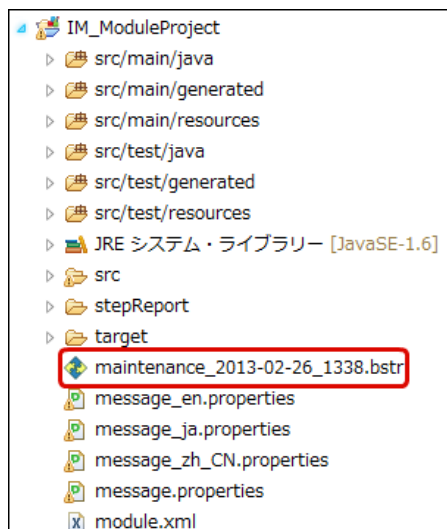 IM_ModuleProject
src/main/java
src/main/generated
src/main/resources
src/test/java
src/test/generated
src/test/resources
JRE システム・ライブラリー [JavaSE-1.6]
src
stepReport
target
maintenance_2013-02-26_1338.bstr
message_en.properties
message_ja.properties
message_zh_CN.properties
message.properties
module.xml